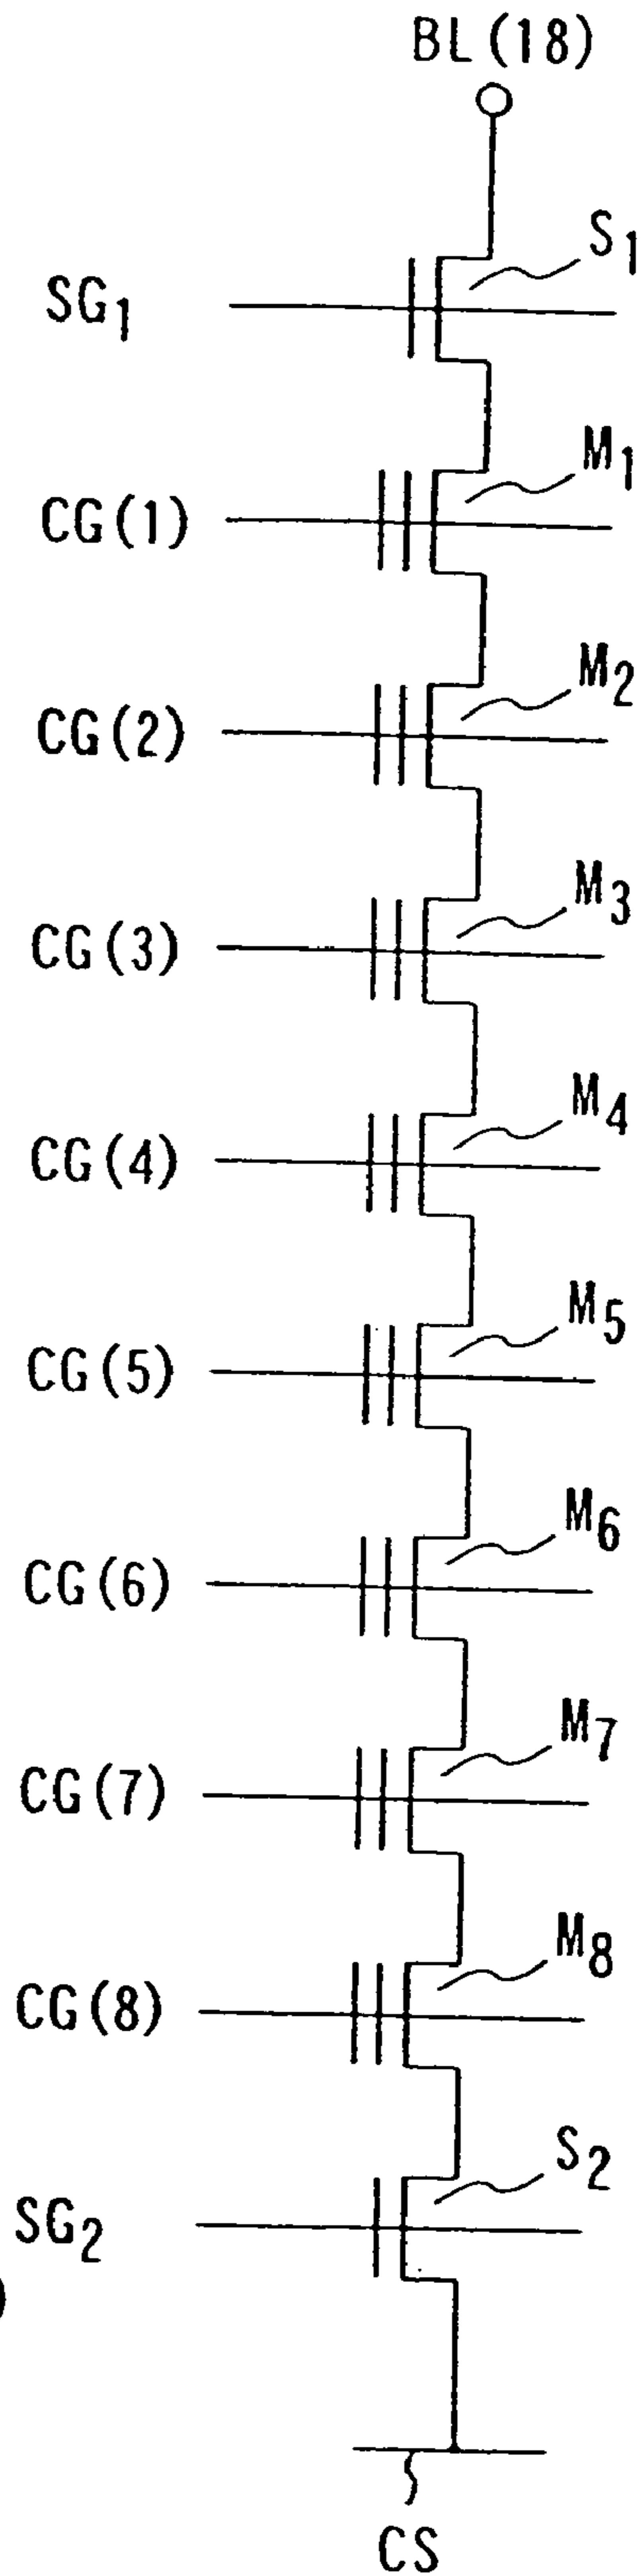 BL(18)
S1
SG1
M1
CG(1)
M2
CG(2)
M3
CG(3)
M4
CG(4)
M5
CG(5)
M6
CG(6)
M7
CG(7)
M8
CG(8)
S2
SG2
CS